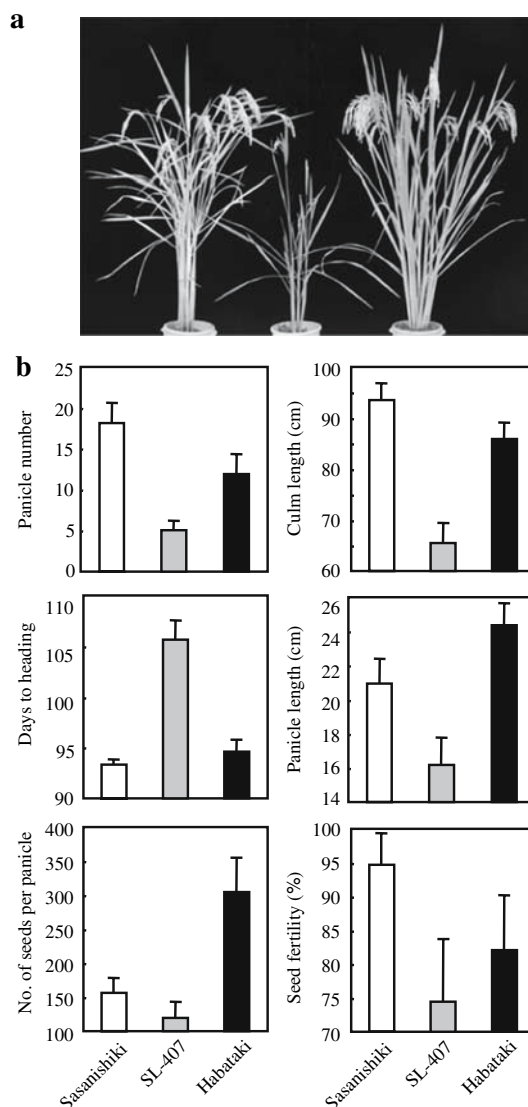 a
b
25
20
15
10
5
0
Panicle number
100
90
85
80
70
60
Culm length (cm)
110
105
100
95
90
Days to heading
26
24
22
20
18
16
14
Panicle length (cm)
400
350
300
250
200
150
100
No. of seeds per panicle
100
95
90
85
80
75
70
Seed fertility (%)
Sasanishiki
SL-407
Habataki
Sasanishiki
SL-407
Habataki